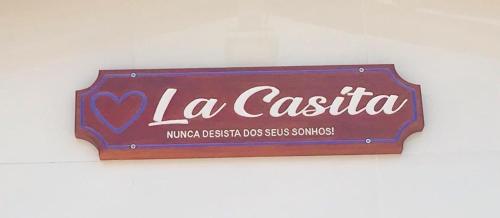 La Casita
NUNCA DESISTA DOS SEUS SONHOS!